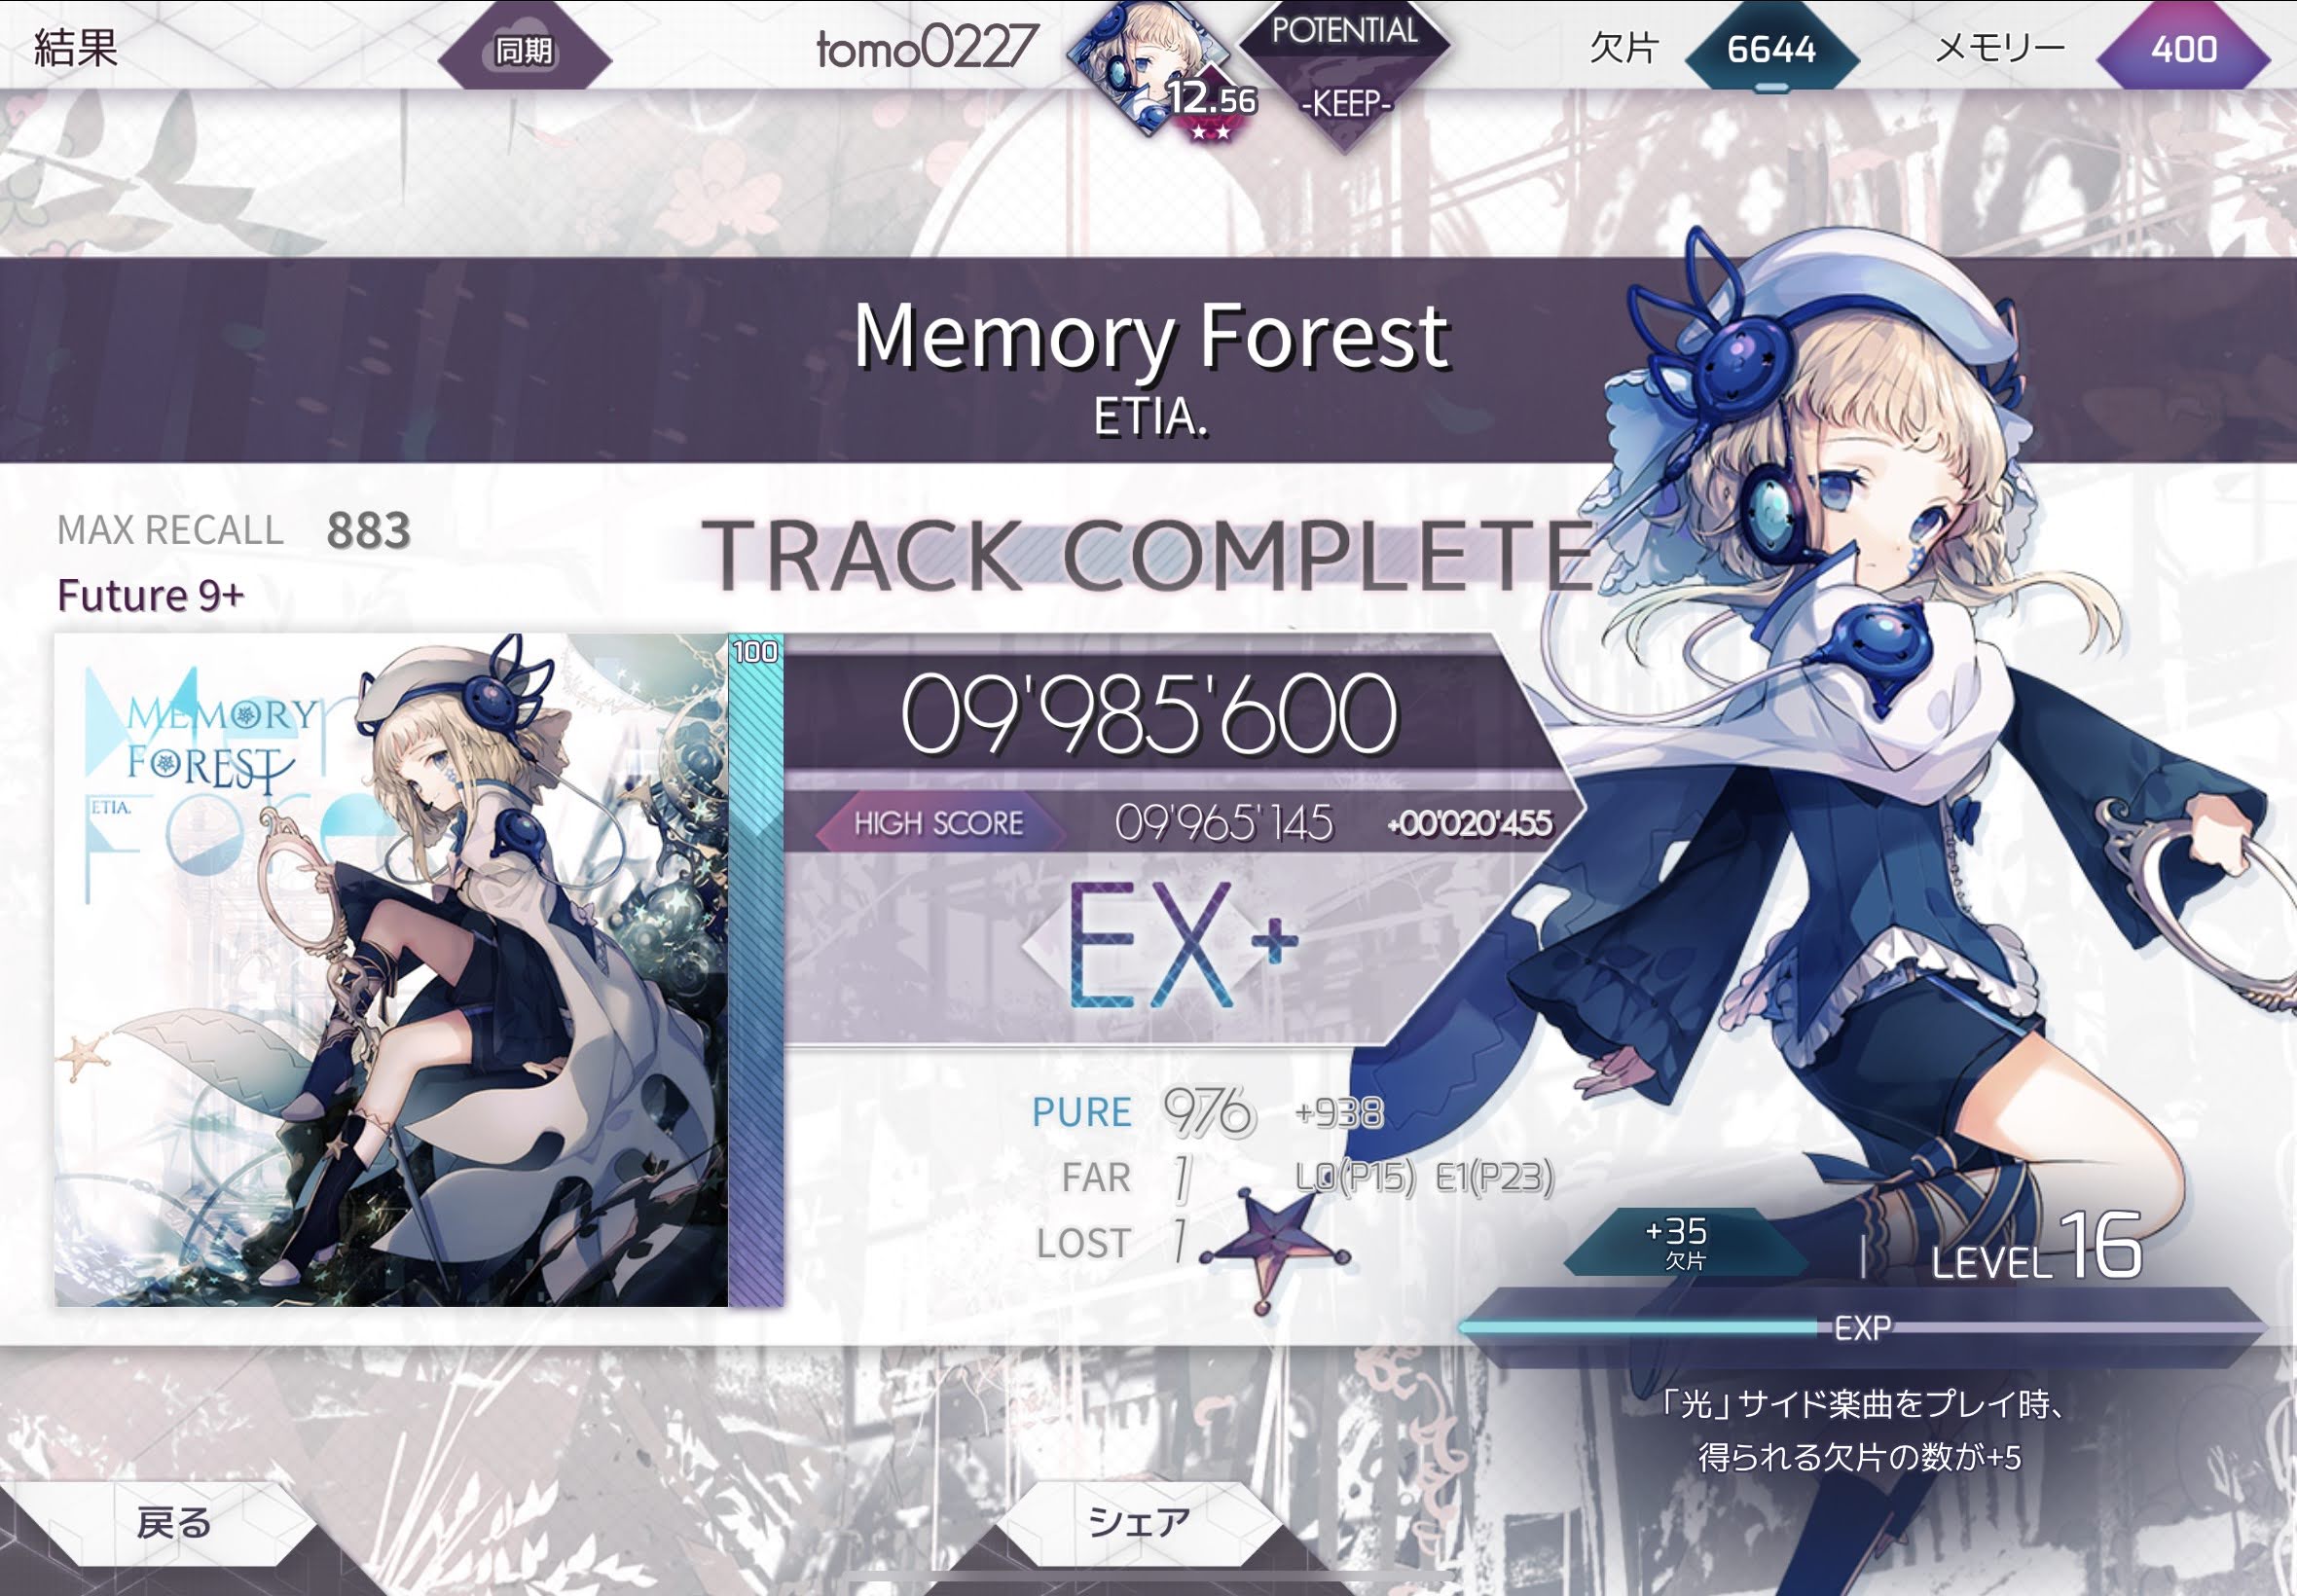 結果
同期
tomo0227
12.56
POTENTIAL
-KEEP-
欠片 6644
メモリー 400
Memory Forest
ETIA.
MAX RECALL 883
Future 9+
TRACK COMPLETE
MEMORY
FOREST
ETIA.
100
09'985'600
HIGH SCORE 09'965'145 +00'020'455
EX+
PURE 976 +938
FAR 1 L0(P15) E1(P23)
LOST 1
+35
欠片
LEVEL 16
EXP
「光」サイド楽曲をプレイ時、
得られる欠片の数が+5
戻る
シェア